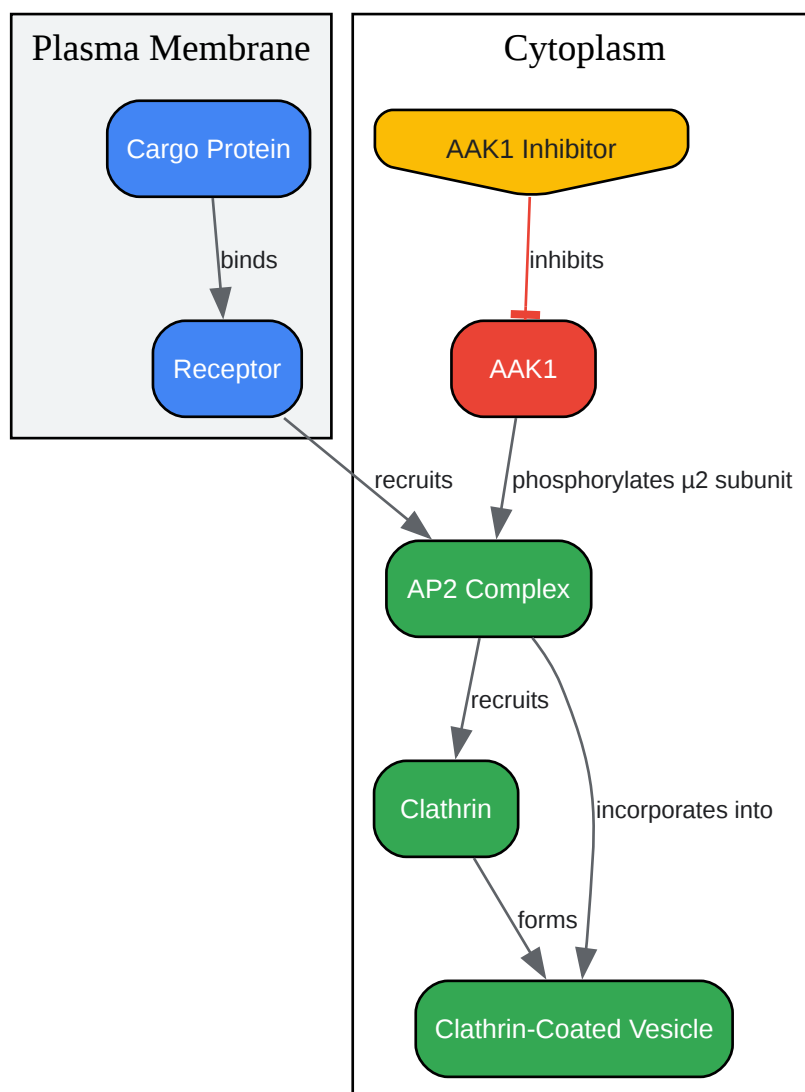 Plasma Membrane
Cytoplasm
Cargo Protein
AAK1 Inhibitor
binds
inhibits
Receptor
AAK1
recruits
phosphorylates µ2 subunit
AP2 Complex
recruits
Clathrin
incorporates into
forms
Clathrin-Coated Vesicle